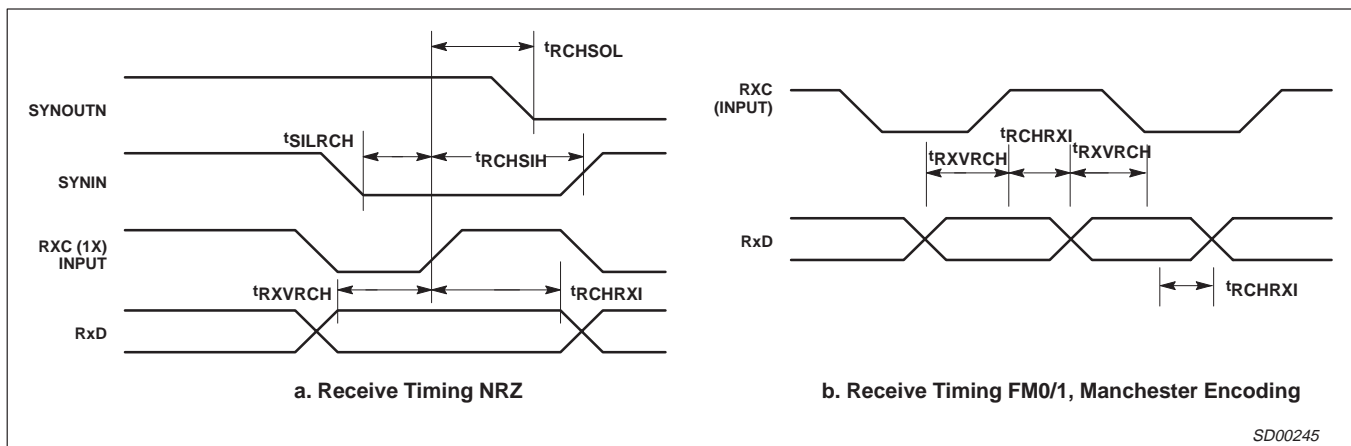 tRCHSOL
SYNOUTN
tSILRCH
tRCHSIH
SYNIN
RXC (1X)
INPUT
tRXVRCH
tRCHRXI
RxD
a. Receive Timing NRZ
RXC
(INPUT)
tRCHRXI
tRXVRCH
tRXVRCH
RxD
tRCHRXI
b. Receive Timing FM0/1, Manchester Encoding
SD00245